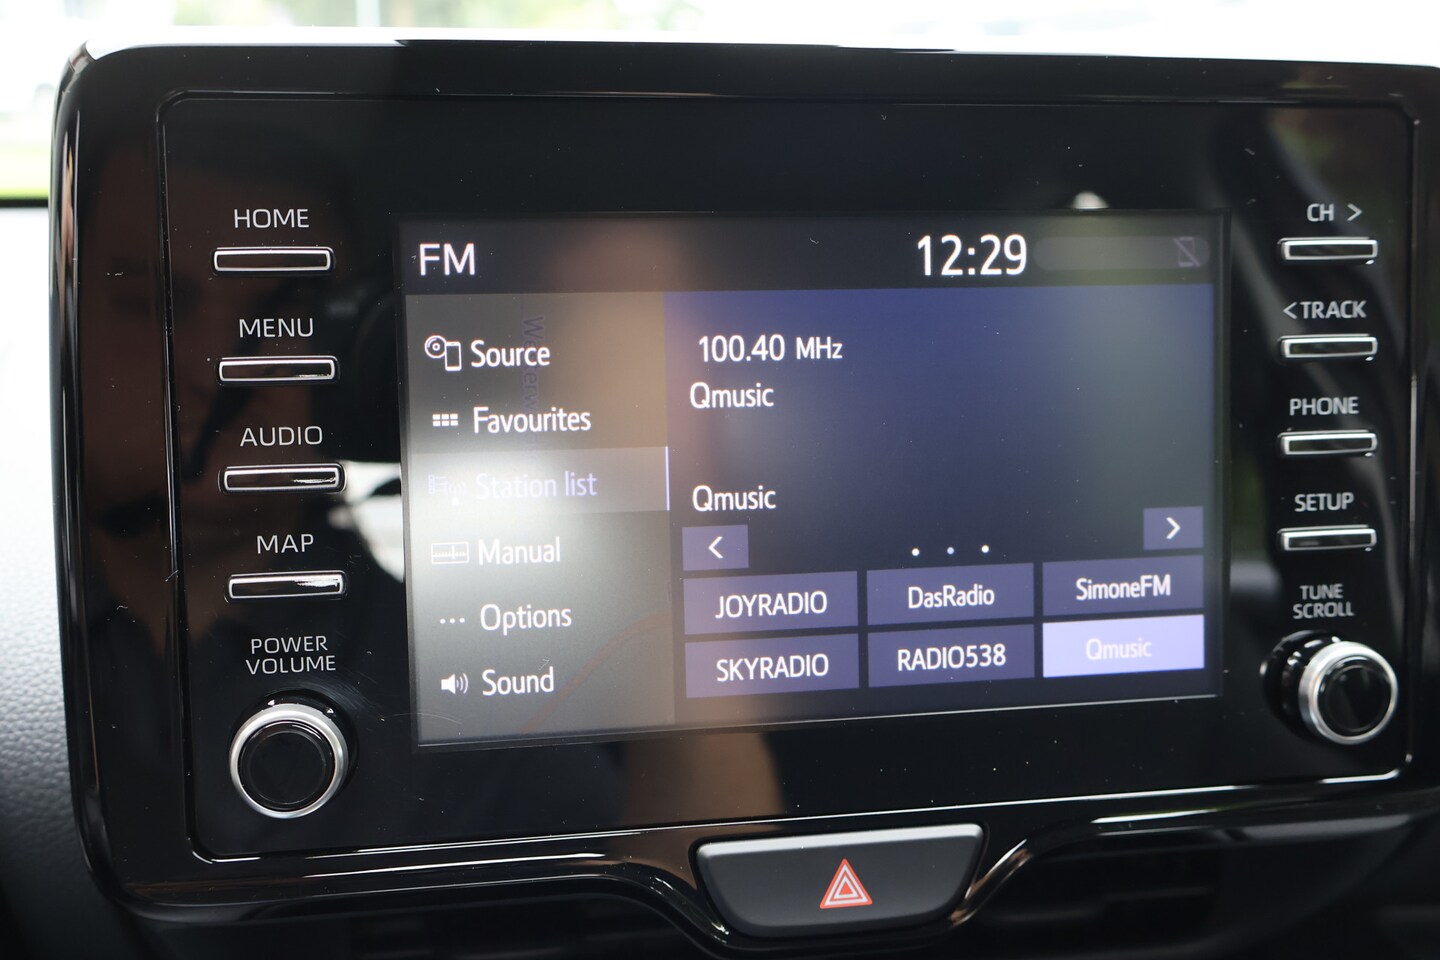 HOME
MENU
AUDIO
MAP
POWER
VOLUME
FM
12:29
Source
Favourites
Station list
Manual
Options
Sound
100.40 MHz
Qmusic
Qmusic
<
>
JOYRADIO
DasRadio
SimoneFM
SKYRADIO
RADIO538
Qmusic
CH >
< TRACK
PHONE
SETUP
TUNE
SCROLL